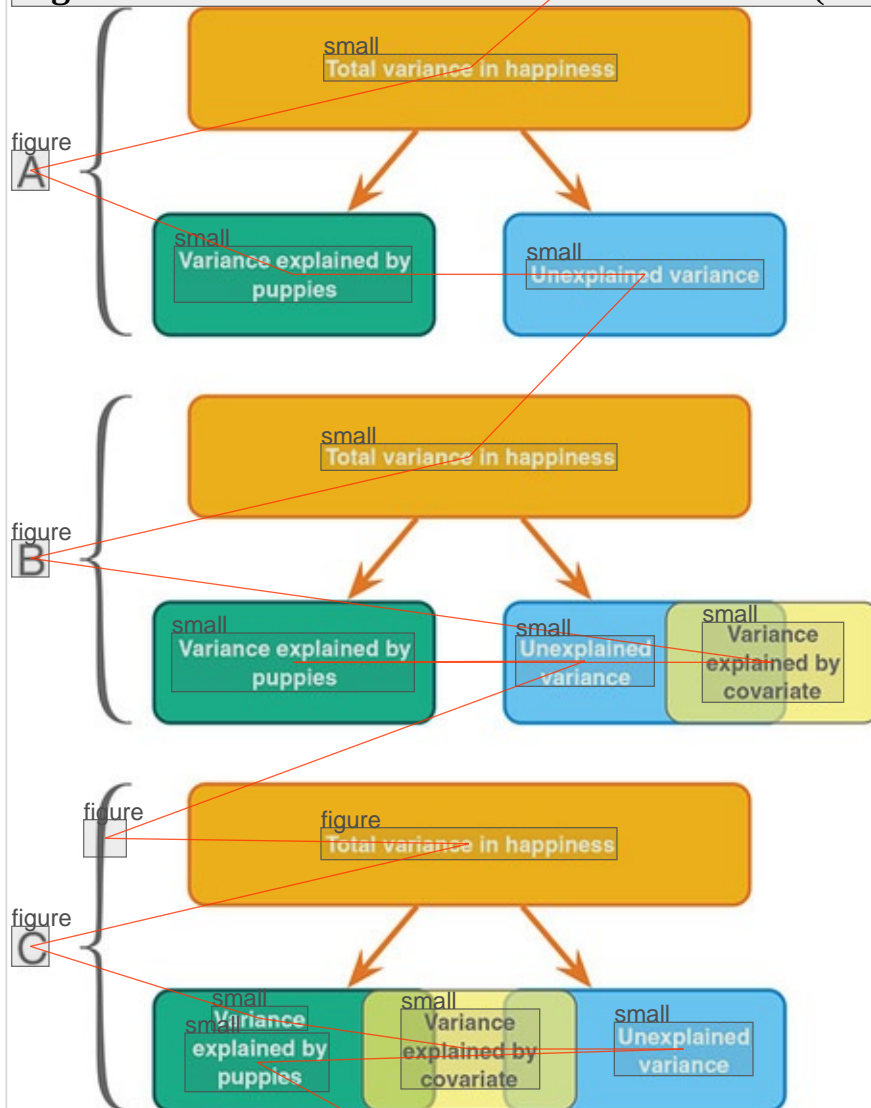 small
Total variance in happiness
figure
A
small
Variance explained by
puppies
small
Unexplained variance
small
Total variance in happiness
figure
B
small
Variance explained by
puppies
small
Unexplained
variance
small
Variance
explained by
covariate
figure
figure
Total variance in happiness
figure
C
small
Variance
small
explained by
puppies
small
Variance
explained by
covariate
small
Unexplained
variance